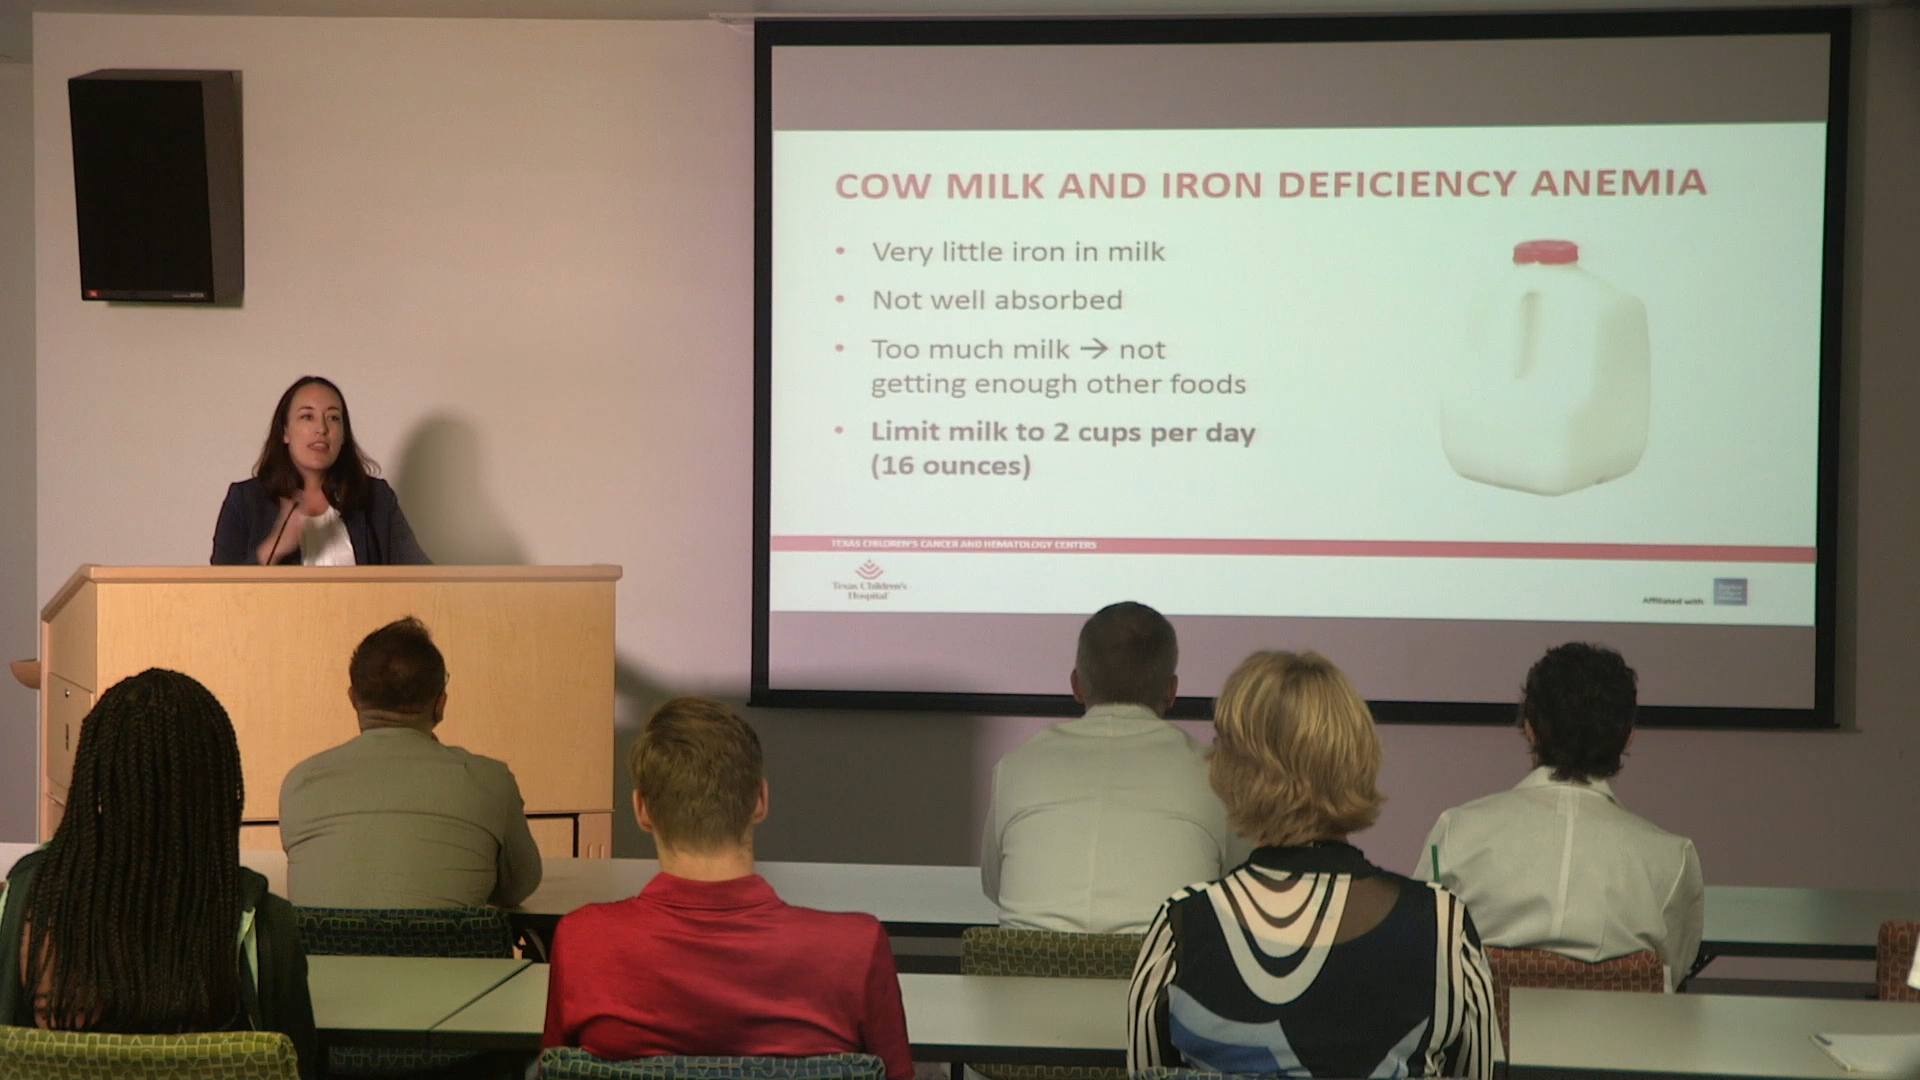 COW MILK AND IRON DEFICIENCY ANEMIA
• Very little iron in milk
• Not well absorbed
• Too much milk → not
getting enough other foods
• Limit milk to 2 cups per day
(16 ounces)
TEXAS CHILDREN'S CANCER AND HEMATOLOGY CENTERS
Texas Children's
Hospital
Affiliated with
JBL